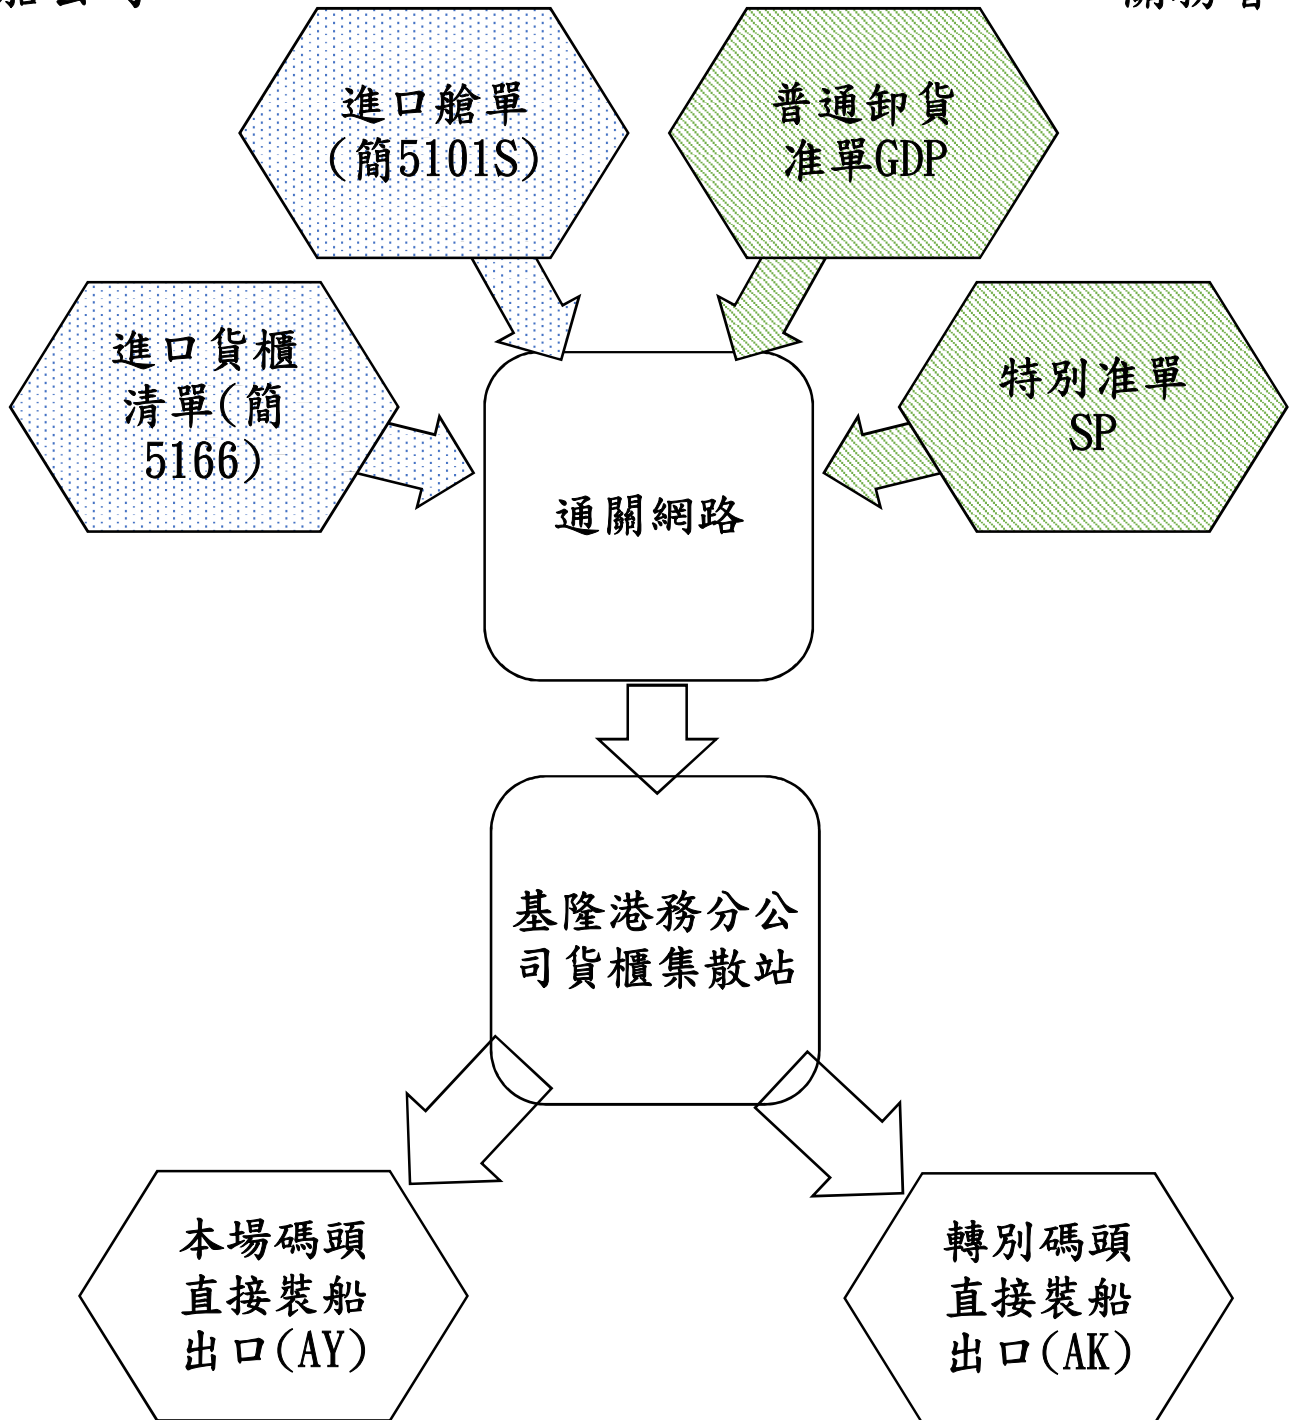 進口艙單
(簡5101S)
普通卸貨
准單GDP
進口貨櫃
清單(簡
5166)
特別准單
SP
通關網路
基隆港務分公
司貨櫃集散站
本場碼頭
直接裝船
出口(AY)
轉別碼頭
直接裝船
出口(AK)